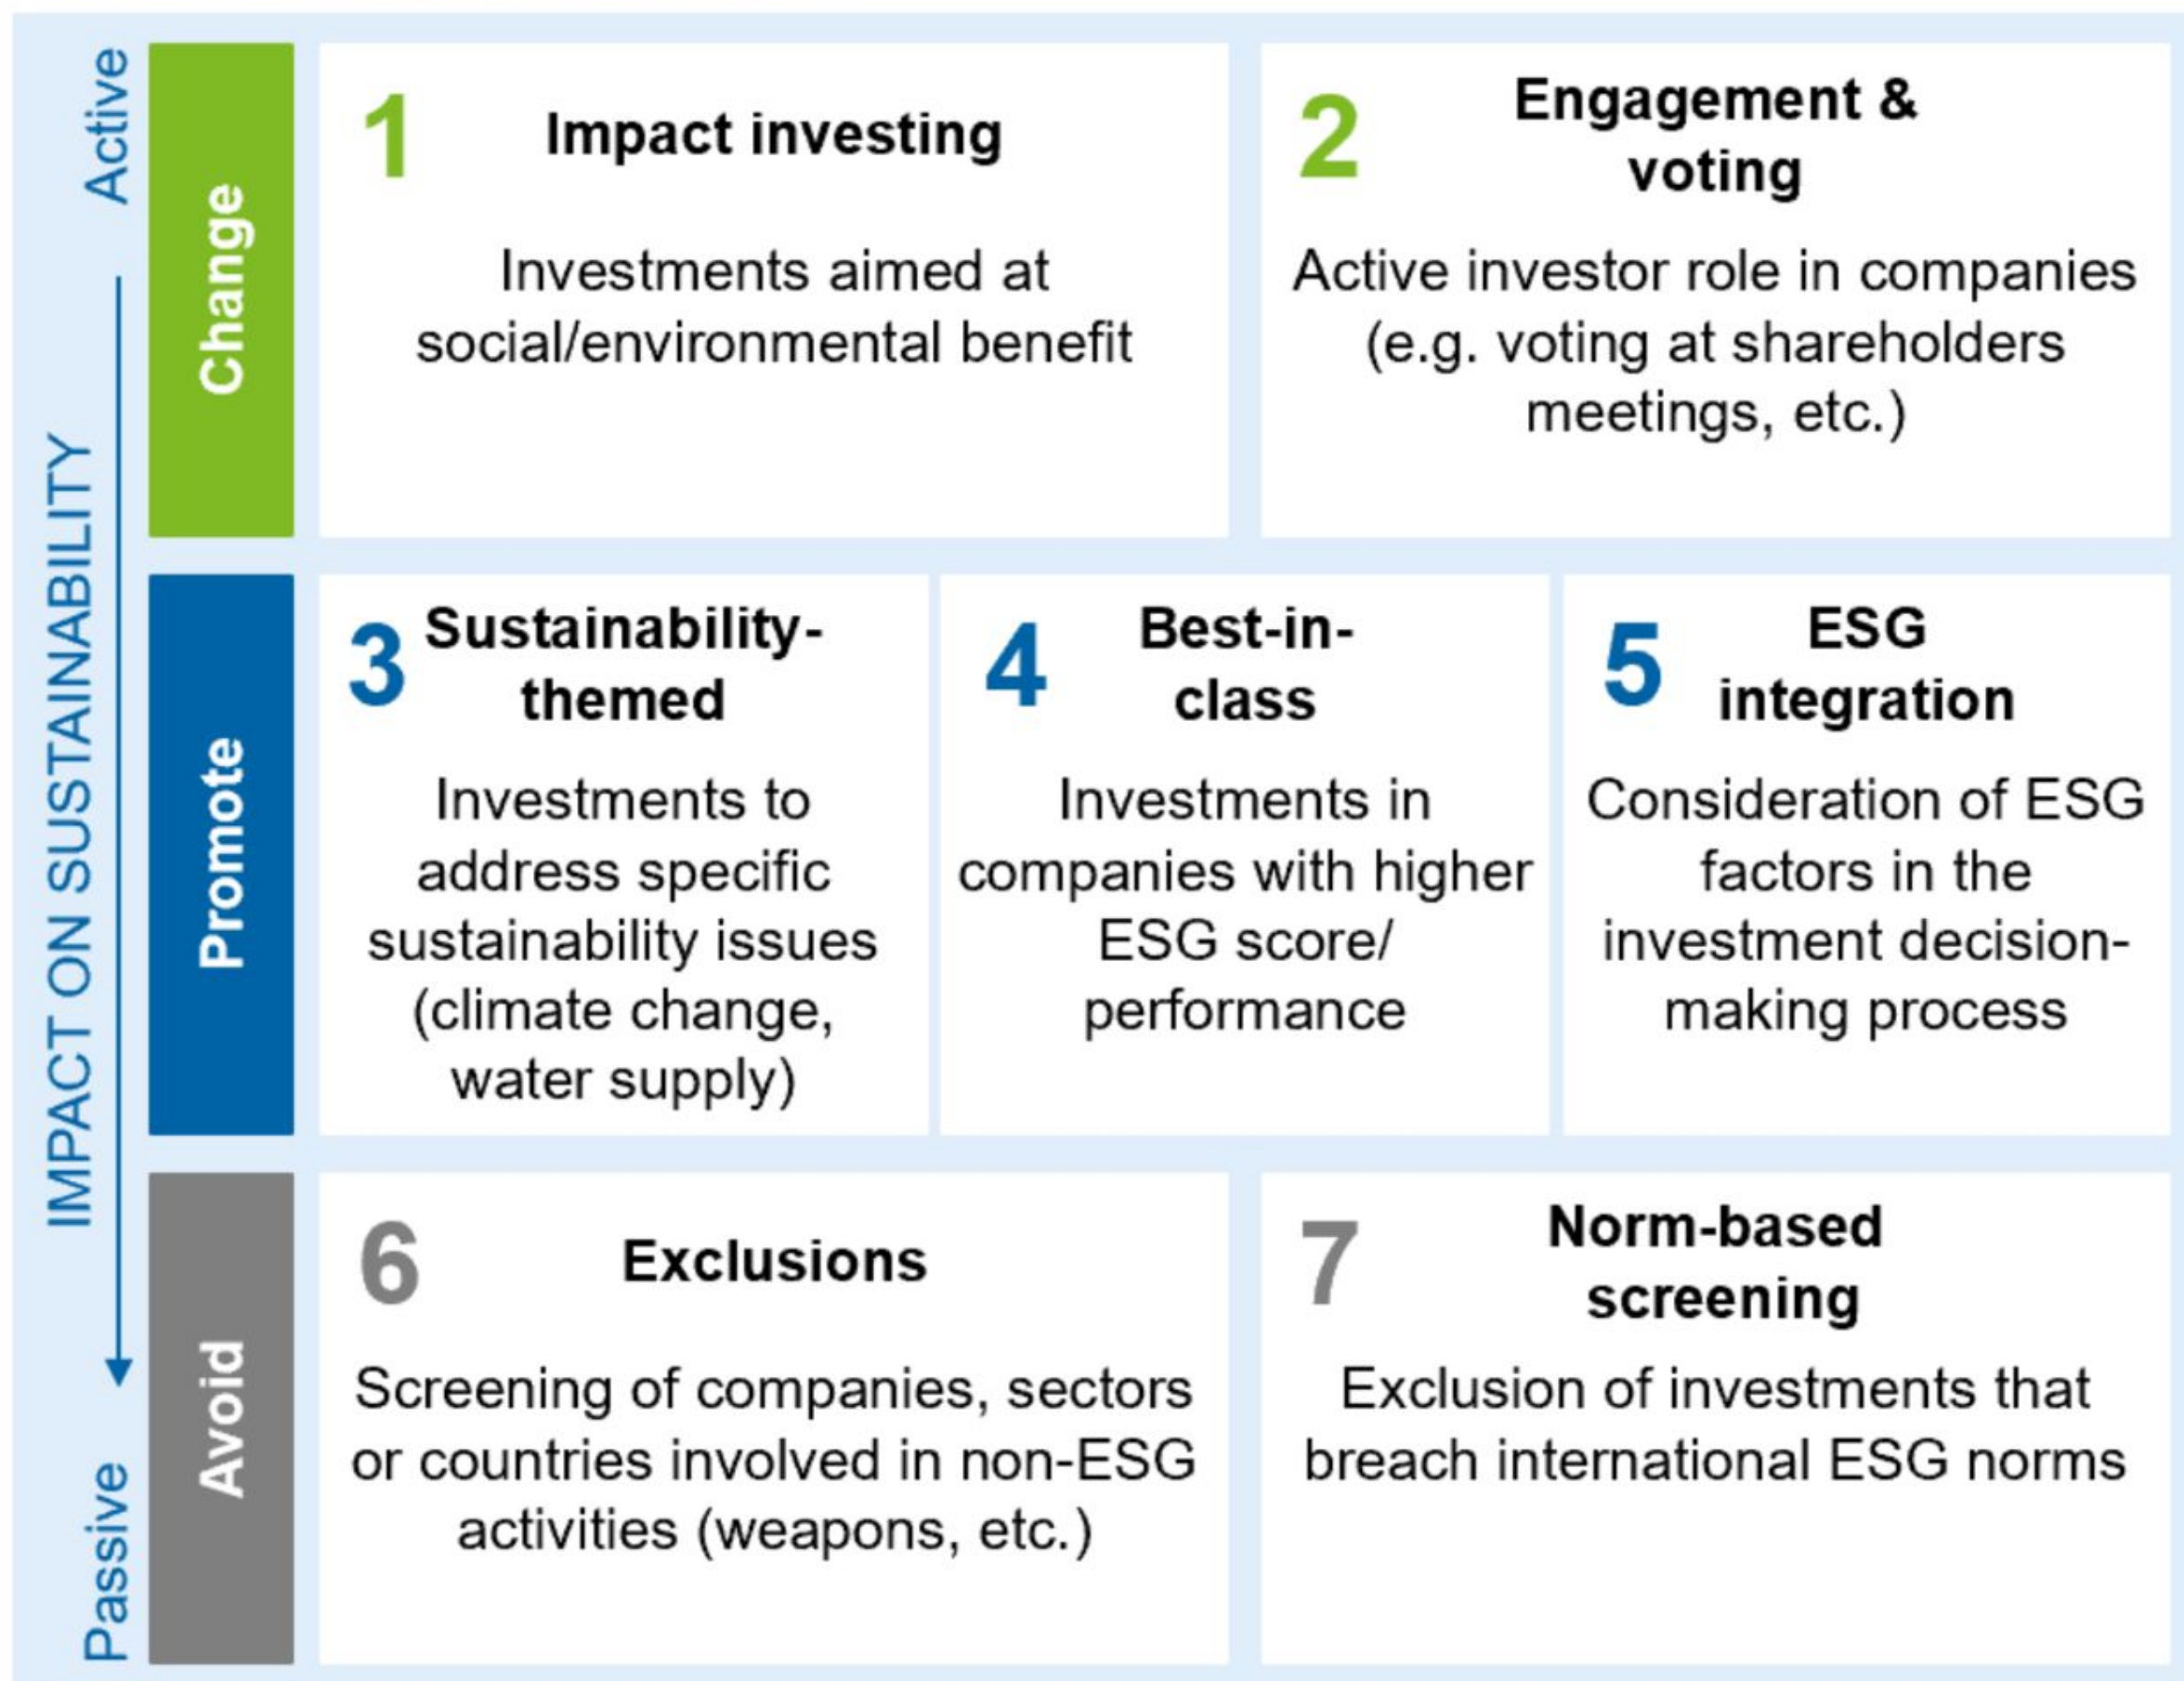 Active
IMPACT ON SUSTAINABILITY
Passive
Change
1
Impact investing
Investments aimed at
social/environmental benefit
2
Engagement &
voting
Active investor role in companies
(e.g. voting at shareholders
meetings, etc.)
Promote
3
Sustainability-
themed
Investments to
address specific
sustainability issues
(climate change,
water supply)
4
Best-in-
class
Investments in
companies with higher
ESG score/
performance
5
ESG
integration
Consideration of ESG
factors in the
investment decision-
making process
Avoid
6
Exclusions
Screening of companies, sectors
or countries involved in non-ESG
activities (weapons, etc.)
7
Norm-based
screening
Exclusion of investments that
breach international ESG norms